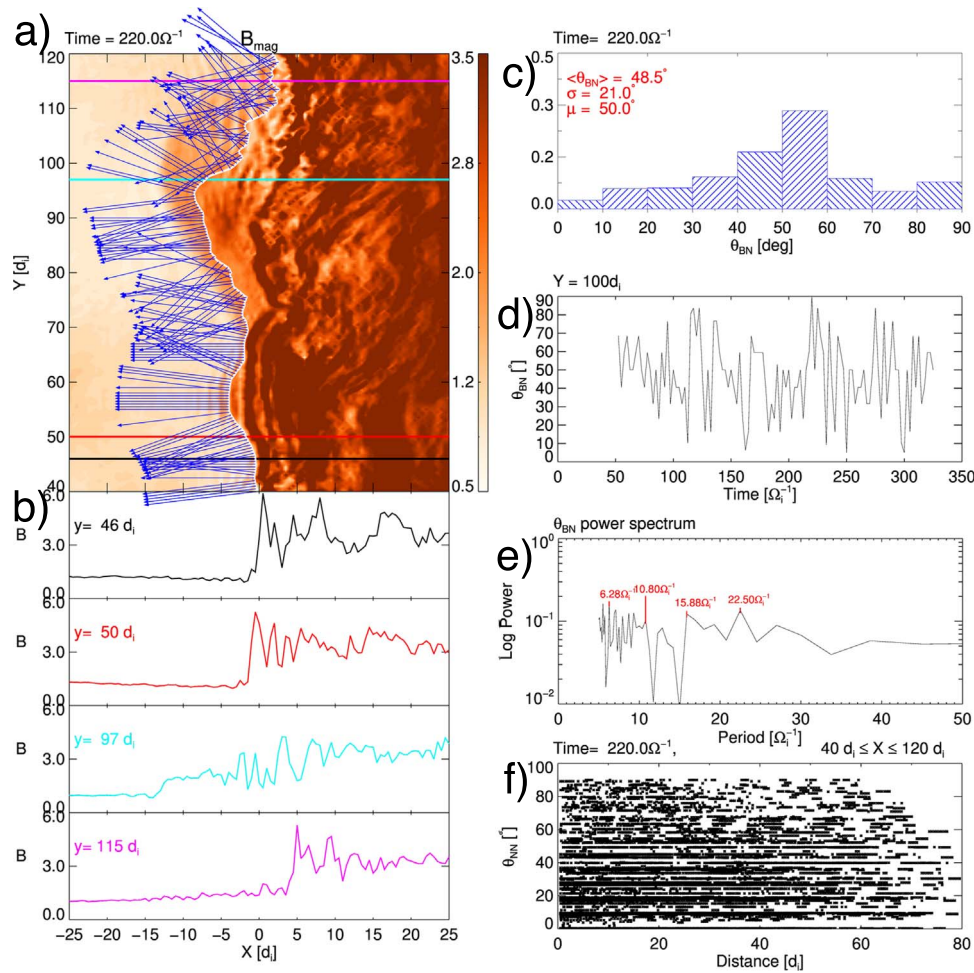 a)
Time = 220.0Ω⁻¹
B_mag
120
110
100
90
80
70
60
50
40
Y [d_i]
3.5
2.8
2.0
1.2
0.5
b)
6.0
3.0
0.0
B
y= 46 d_i
6.0
3.0
0.0
B
y= 50 d_i
6.0
3.0
0.0
B
y= 97 d_i
6.0
3.0
0.0
B
y= 115 d_i
−25 −20 −15 −10 −5 0 5 10 15 20 25
X [d_i]
Time= 220.0Ω⁻¹
c)
<θ_BN> = 48.5°
σ = 21.0°
μ = 50.0°
0.5
0.3
0.2
0.0
0 10 20 30 40 50 60 70 80 90
θ_BN [deg]
Y = 100d_i
d)
90
80
70
60
50
40
30
20
10
0
θ_BN [°]
0 50 100 150 200 250 300 350
Time [Ω_i⁻¹]
θ_BN power spectrum
e)
10⁰
10⁻¹
10⁻²
Log Power
6.28Ω_i⁻¹
10.80Ω_i⁻¹
15.88Ω_i⁻¹
22.50Ω_i⁻¹
0 10 20 30 40 50
Period [Ω_i⁻¹]
Time= 220.0Ω⁻¹, 40 d_i ≤ X ≤ 120 d_i
f)
100
80
60
40
20
0
θ_NN [°]
0 20 40 60 80
Distance [d_i]